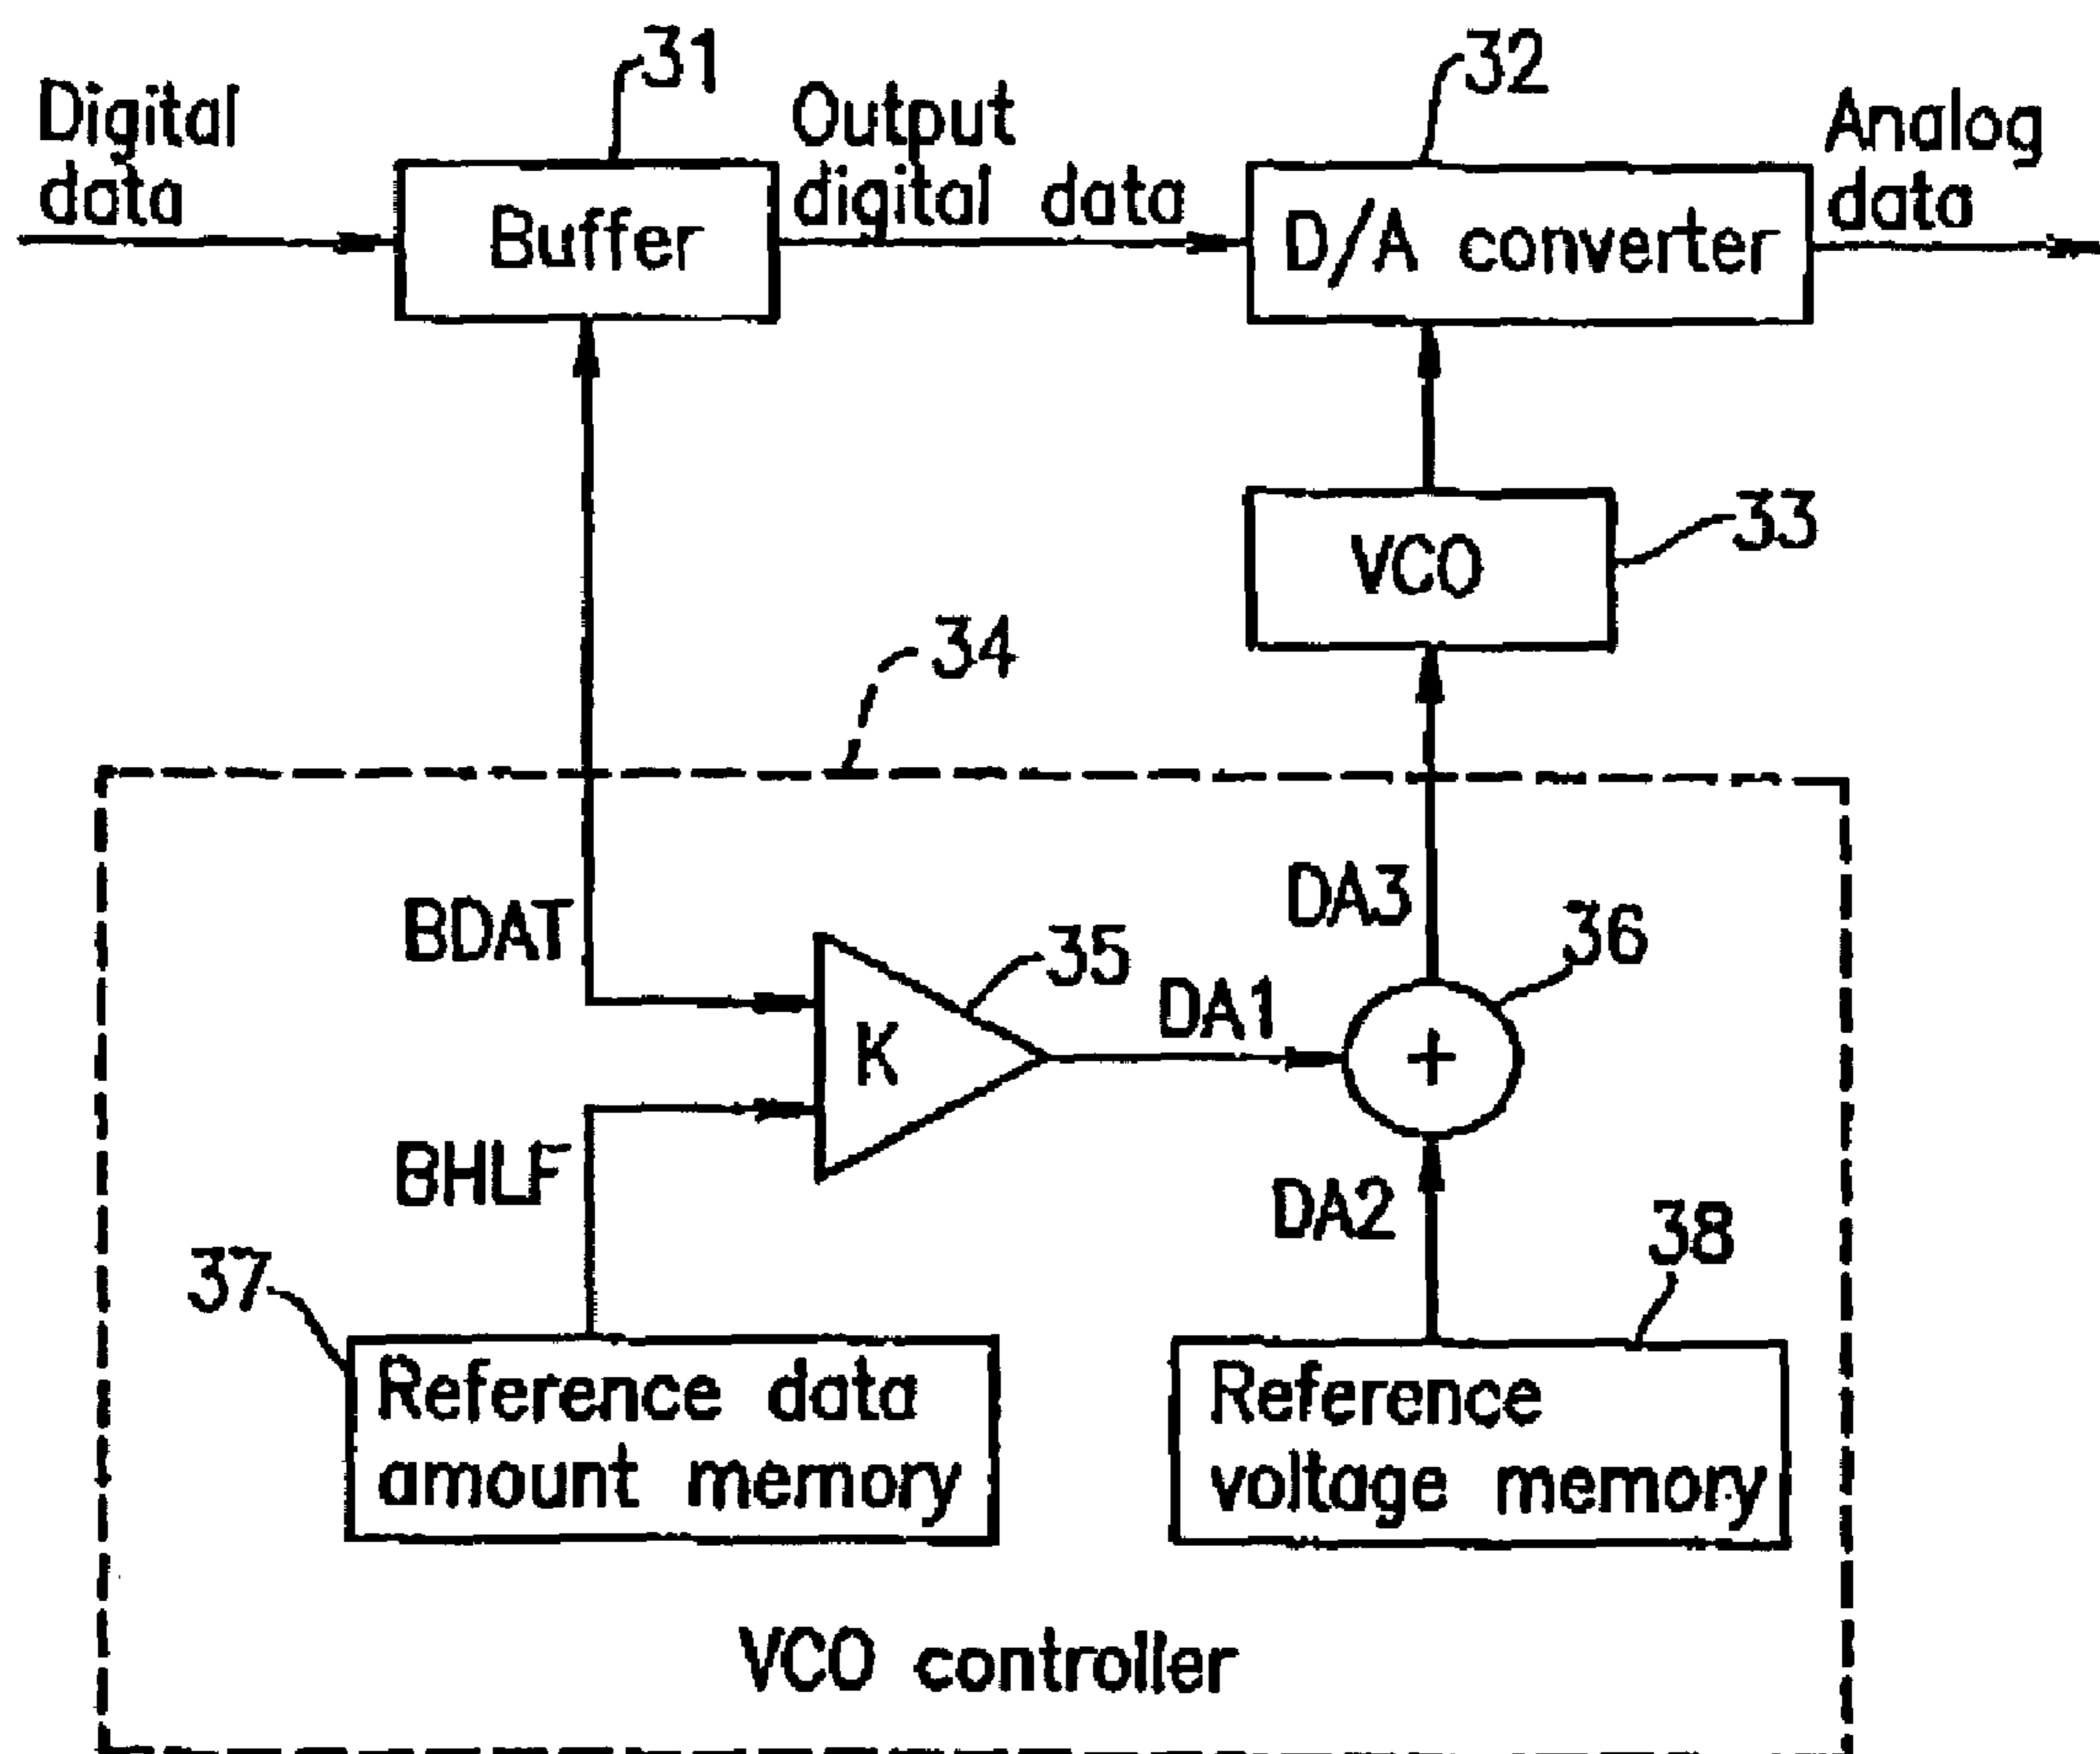 31
32
Digital
data
Output
digital data
Analog
data
Buffer
D/A converter
VCO
33
34
BDAT
DA3
36
35
DA1
K
+
BHLF
DA2
37
38
Reference data
amount memory
Reference
voltage memory
VCO controller